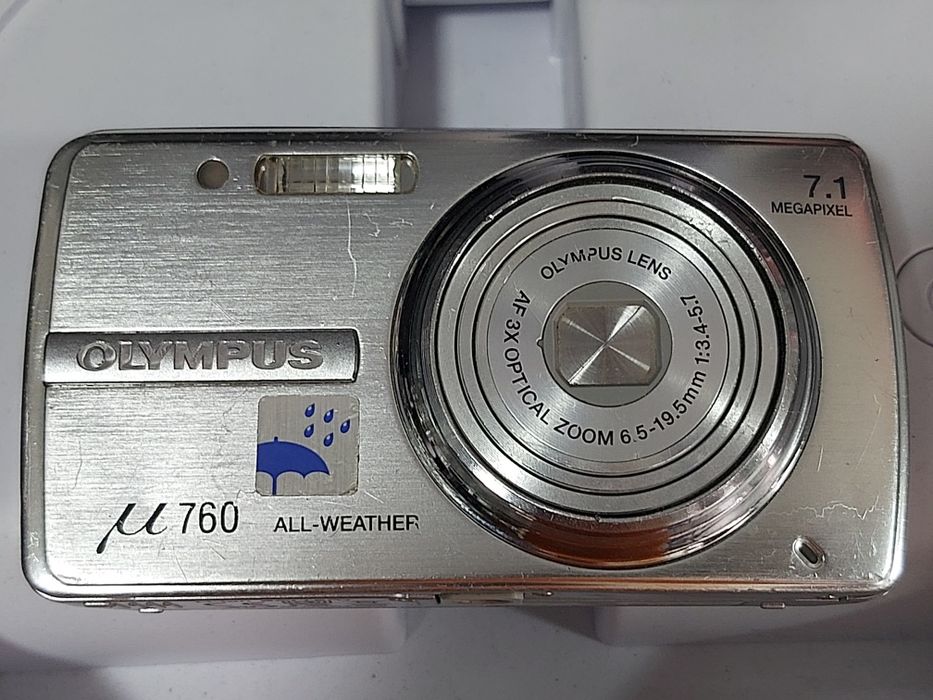 7.1
MEGAPIXEL
OLYMPUS LENS
AF 3X OPTICAL ZOOM 6.5-19.5mm 1:3.4-5.7
OLYMPUS
μ 760
ALL-WEATHER